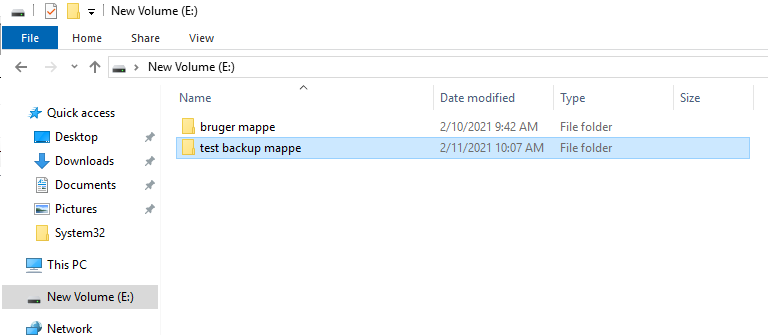 New Volume (E:)
File Home Share View
New Volume (E:)
Name Date modified Type Size
Quick access
Desktop
Downloads
Documents
Pictures
System32
This PC
New Volume (E:)
Network
bruger mappe 2/10/2021 9:42 AM File folder
test backup mappe 2/11/2021 10:07 AM File folder